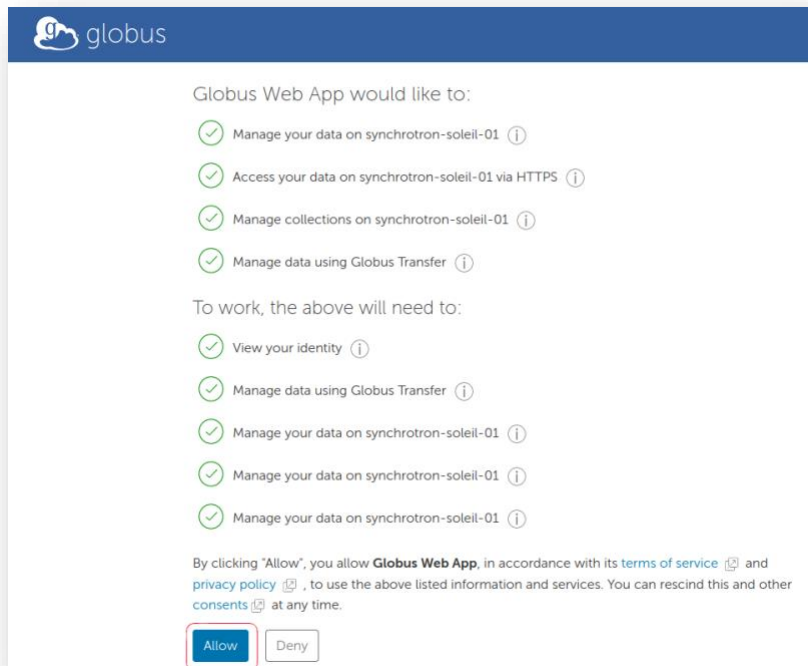 globus
Globus Web App would like to:
Manage your data on synchrotron-soleil-01
Access your data on synchrotron-soleil-01 via HTTPS
Manage collections on synchrotron-soleil-01
Manage data using Globus Transfer
To work, the above will need to:
View your identity
Manage data using Globus Transfer
Manage your data on synchrotron-soleil-01
Manage your data on synchrotron-soleil-01
Manage your data on synchrotron-soleil-01
By clicking "Allow", you allow Globus Web App, in accordance with its terms of service and
privacy policy , to use the above listed information and services. You can rescind this and other
consents at any time.
Allow Deny